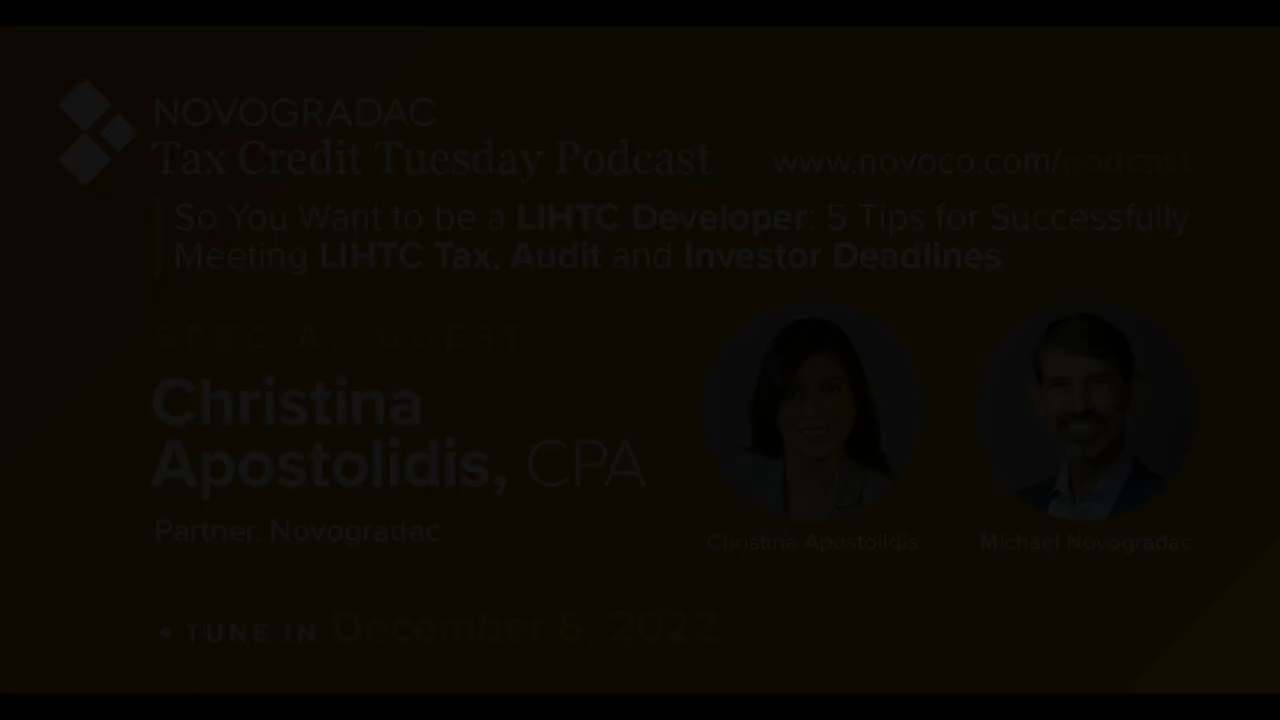 NOVOGRADAC
Tax Credit Tuesday Podcast | www.novoco.com/podcast
So You Want to be a LIHTC Developer: 5 Tips for Successfully
Meeting LIHTC Tax, Audit and Investor Deadlines
SPECIAL GUEST
Christina
Apostolidis, CPA
Partner, Novogradac
Christina Apostolidis
Michael Novogradac
• TUNE IN December 6, 2022